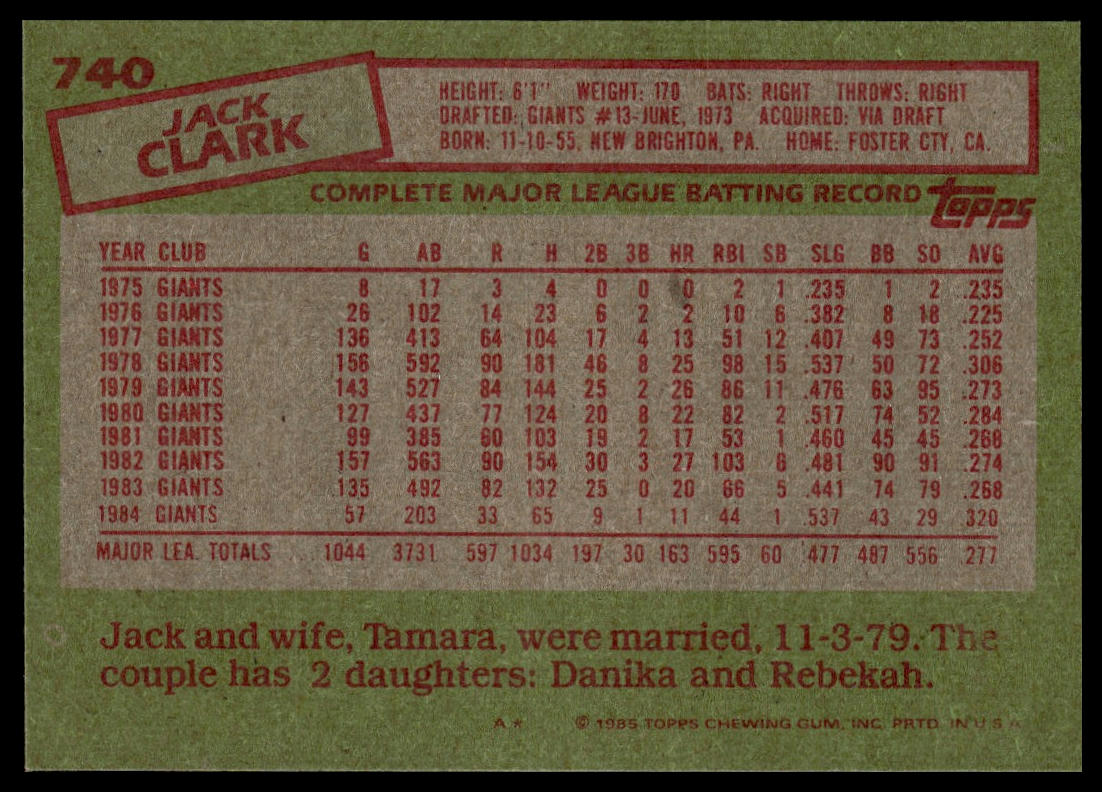 740
JACK
CLARK
HEIGHT: 6'1" WEIGHT: 170 BATS: RIGHT THROWS: RIGHT
DRAFTED: GIANTS #13-JUNE, 1973 ACQUIRED: VIA DRAFT
BORN: 11-10-55, NEW BRIGHTON, PA. HOME: FOSTER CTY, CA.
COMPLETE MAJOR LEAGUE BATTING RECORD topps
YEAR CLUB G AB R H 2B 3B HR RBI SB SLG BB SO AVG
1975 GIANTS 8 17 3 4 0 0 0 2 1 .235 1 2 .235
1976 GIANTS 26 102 14 23 6 2 2 10 6 .382 8 18 .225
1977 GIANTS 136 413 64 104 17 4 13 51 12 .407 49 73 .252
1978 GIANTS 156 592 90 181 46 8 25 98 15 .537 50 72 .306
1979 GIANTS 143 527 84 144 25 2 26 86 11 .476 63 95 .273
1980 GIANTS 127 437 77 124 20 8 22 82 2 .517 74 52 .284
1981 GIANTS 99 385 60 103 19 2 17 53 1 .460 45 45 .268
1982 GIANTS 157 563 90 154 30 3 27 103 6 .481 90 91 .274
1983 GIANTS 135 492 82 132 25 0 20 66 5 .441 74 79 .268
1984 GIANTS 57 203 33 65 9 1 11 44 1 .537 43 29 .320
MAJOR LEA. TOTALS 1044 3731 597 1034 197 30 163 595 60 .477 487 556 .277
Jack and wife, Tamara, were married, 11-3-79. The
couple has 2 daughters: Danika and Rebekah.
A* © 1985 TOPPS CHEWING GUM, INC. PRTD. IN U.S.A.